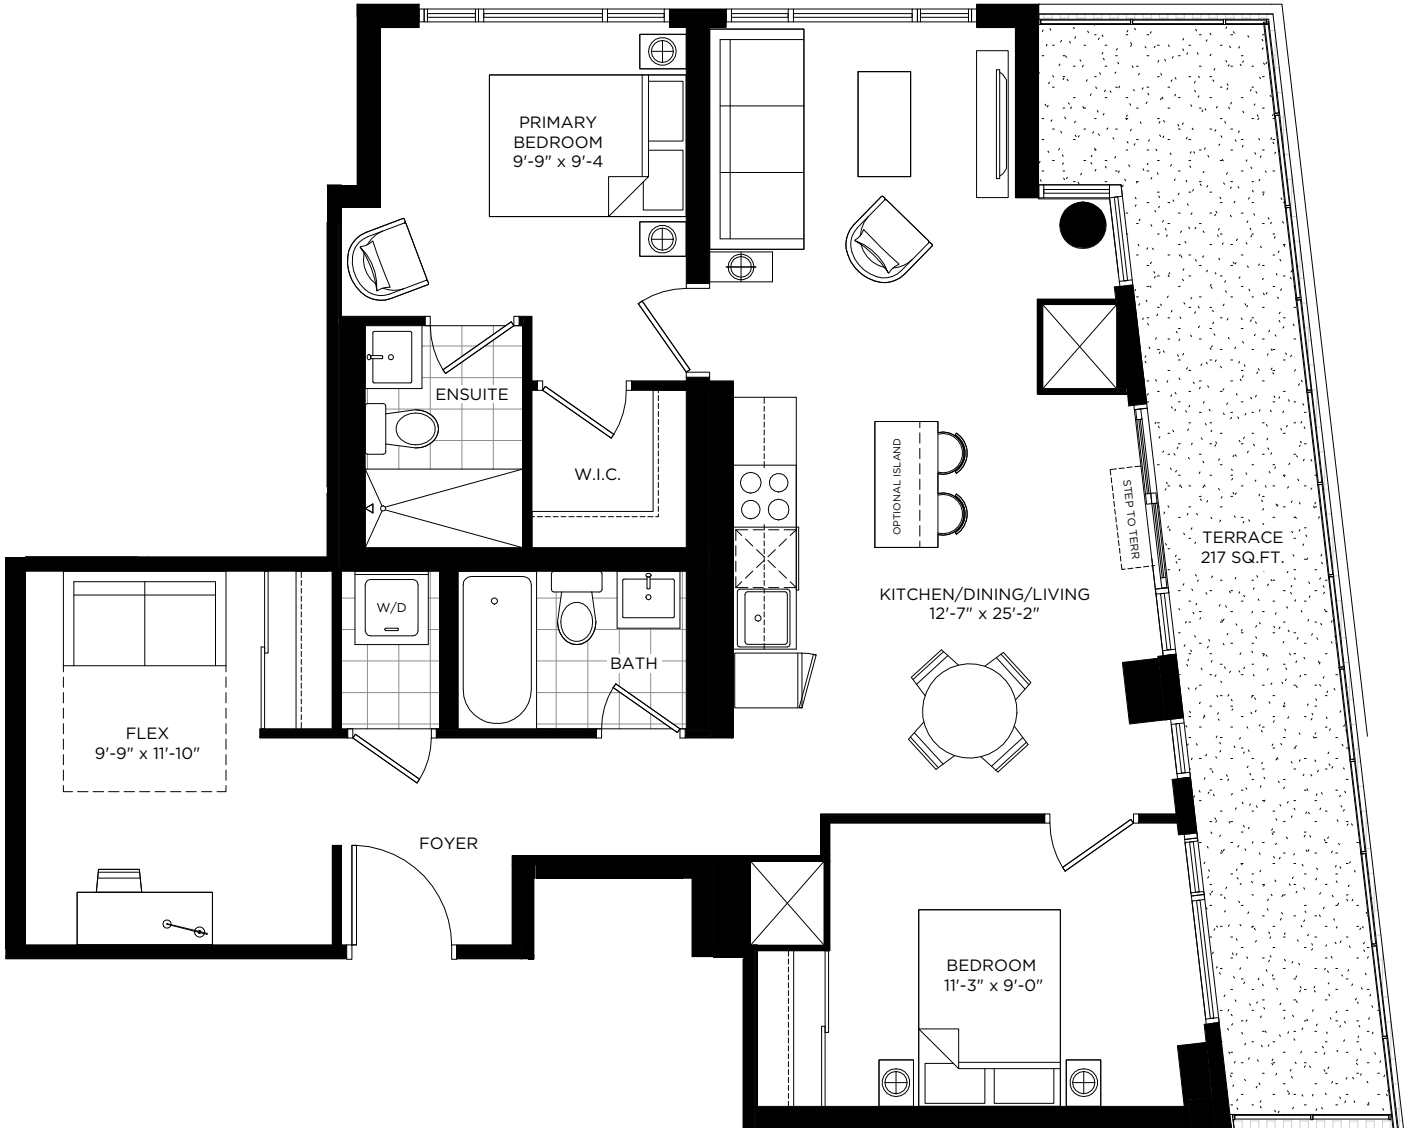 PRIMARY
BEDROOM
9'-9" x 9'-4
ENSUITE
W.I.C.
OPTIONAL ISLAND
STEP TO TERR
TERRACE
217 SQ.FT.
KITCHEN/DINING/LIVING
12'-7" x 25'-2"
W/D
BATH
FLEX
9'-9" x 11'-10"
FOYER
BEDROOM
11'-3" x 9'-0"